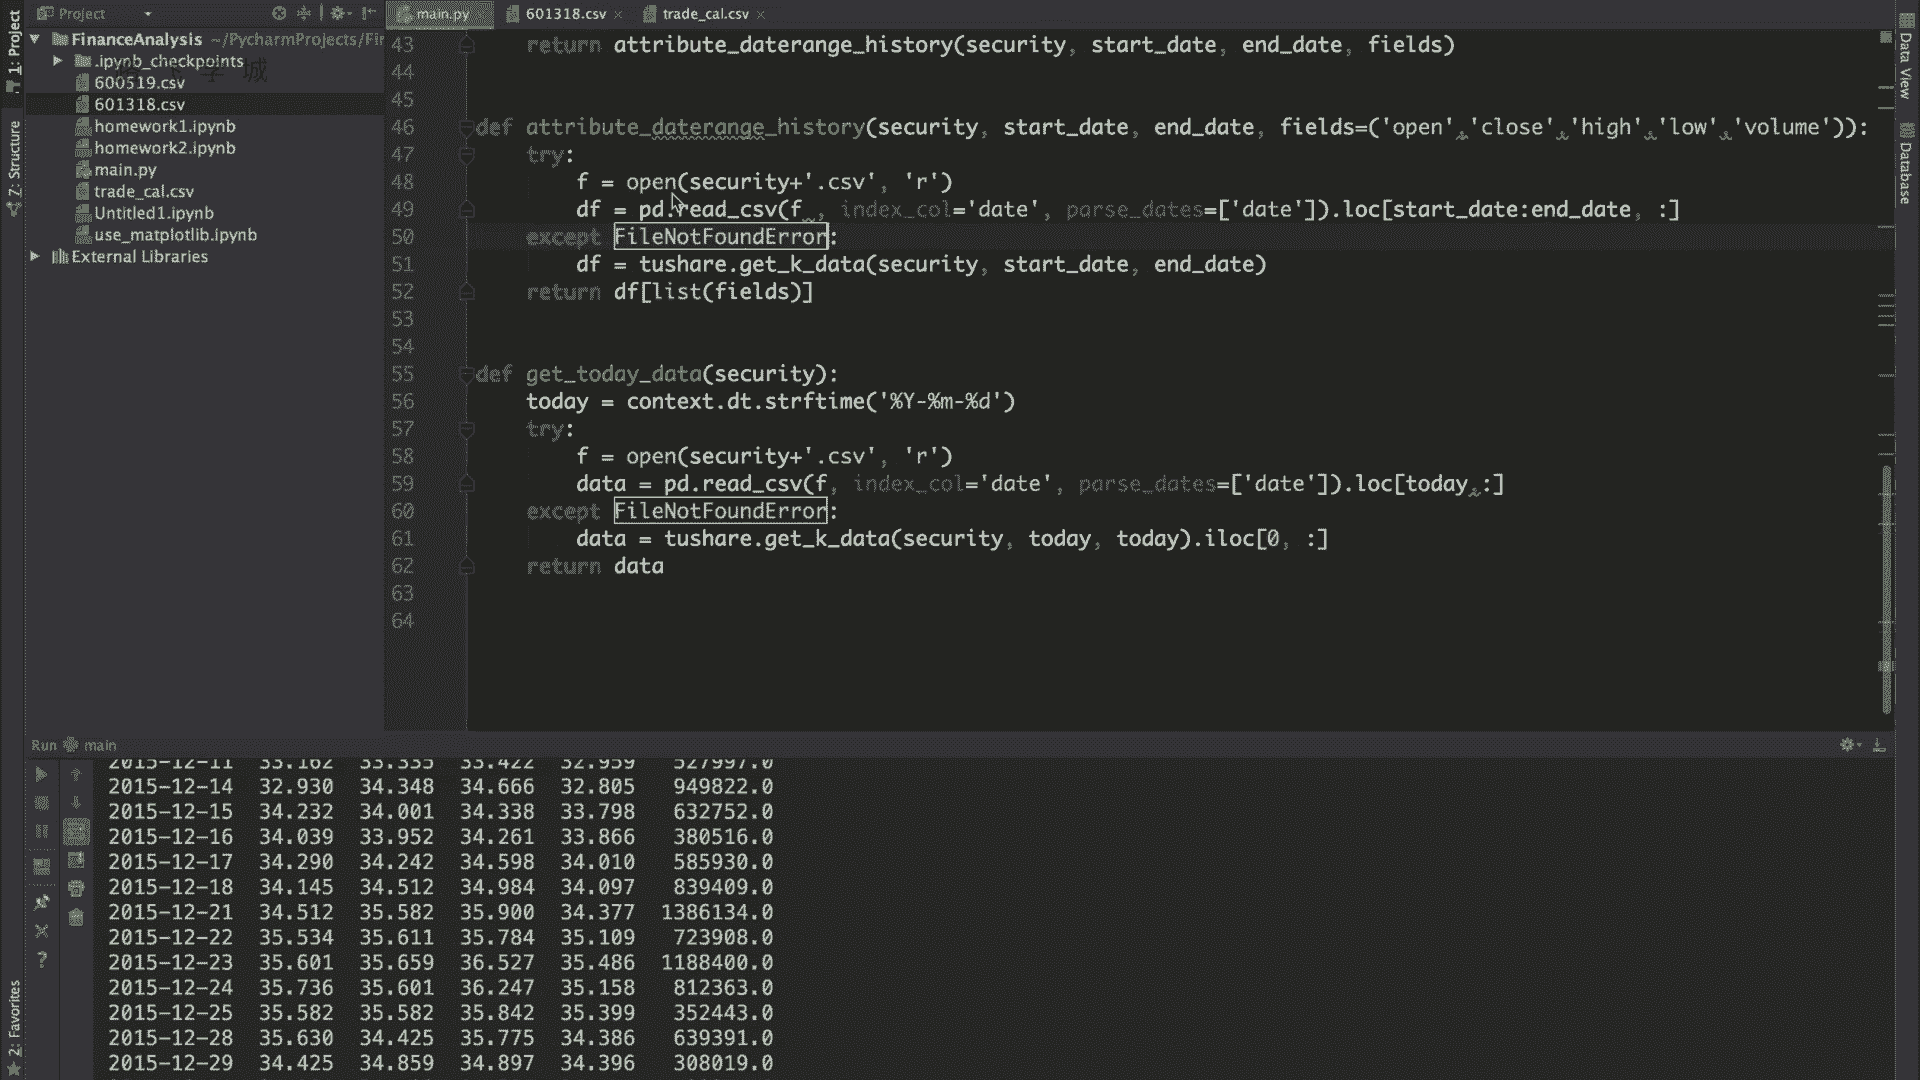 Project
main.py
601318.csv
trade_cal.csv
1: Project
Z: Structure
2: Favorites
Data View
Database
FinanceAnalysis ~/PycharmProjects/Fin
.ipynb_checkpoints
学城
600519.csv
601318.csv
homework1.ipynb
homework2.ipynb
main.py
trade_cal.csv
Untitled1.ipynb
use_matplotlib.ipynb
External Libraries
43 return attribute_daterange_history(security, start_date, end_date, fields)
44
45
46 def attribute_daterange_history(security, start_date, end_date, fields=('open','close','high','low','volume')):
47 try:
48 f = open(security+'.csv', 'r')
49 df = pd.read_csv(f , index_col='date', parse_dates=['date']).loc[start_date:end_date, :]
50 except FileNotFoundError:
51 df = tushare.get_k_data(security, start_date, end_date)
52 return df[list(fields)]
53
54
55 def get_today_data(security):
56 today = context.dt.strftime('%Y-%m-%d')
57 try:
58 f = open(security+'.csv', 'r')
59 data = pd.read_csv(f, index_col='date', parse_dates=['date']).loc[today,:]
60 except FileNotFoundError:
61 data = tushare.get_k_data(security, today, today).iloc[0, :]
62 return data
63
64
Run main
2015-12-11 33.162 33.335 33.422 32.959 527997.0
2015-12-14 32.930 34.348 34.666 32.805 949822.0
2015-12-15 34.232 34.001 34.338 33.798 632752.0
2015-12-16 34.039 33.952 34.261 33.866 380516.0
2015-12-17 34.290 34.242 34.598 34.010 585930.0
2015-12-18 34.145 34.512 34.984 34.097 839409.0
2015-12-21 34.512 35.582 35.900 34.377 1386134.0
2015-12-22 35.534 35.611 35.784 35.109 723908.0
2015-12-23 35.601 35.659 36.527 35.486 1188400.0
2015-12-24 35.736 35.601 36.247 35.158 812363.0
2015-12-25 35.582 35.582 35.842 35.399 352443.0
2015-12-28 35.630 34.425 35.775 34.386 639391.0
2015-12-29 34.425 34.859 34.897 34.396 308019.0